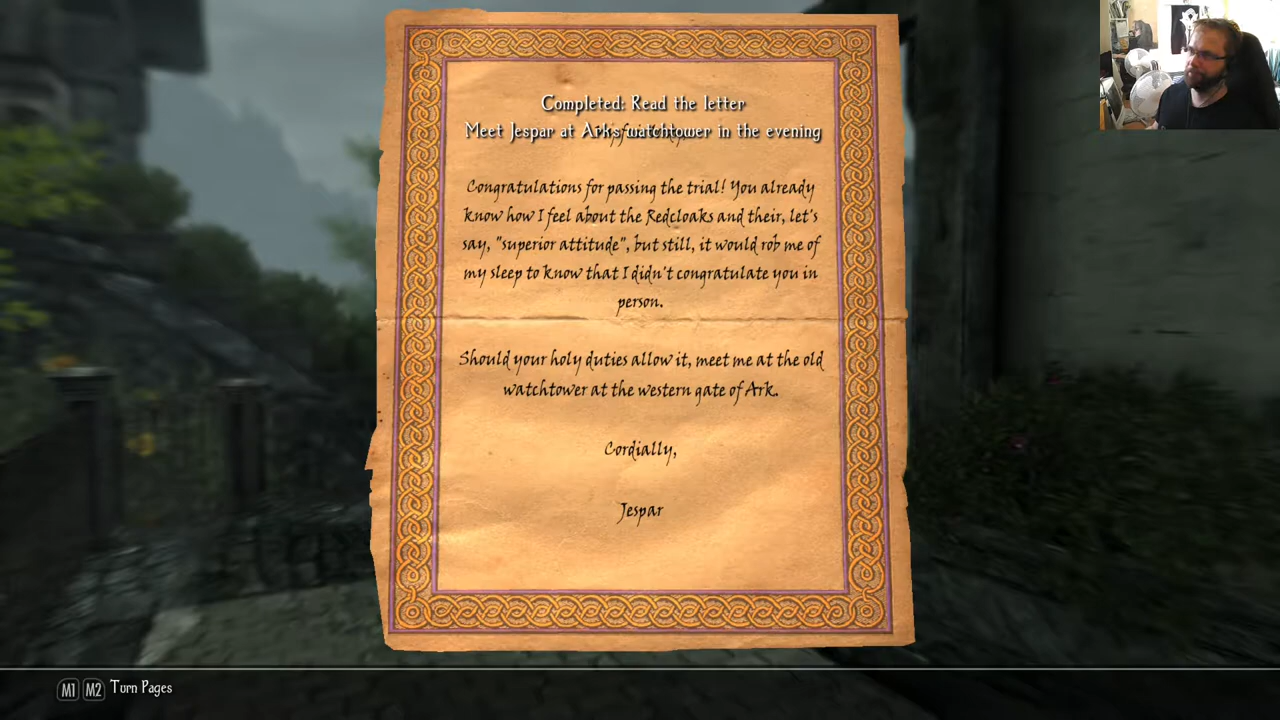 Completed: Read the letter
Meet Jespar at Arks watchtower in the evening
Congratulations for passing the trial! You already
know how I feel about the Redcloaks and their, let's
say, "superior attitude", but still, it would rob me of
my sleep to know that I didn't congratulate you in
person.
Should your holy duties allow it, meet me at the old
watchtower at the western gate of Ark.
Cordially,
Jespar
M1 M2 Turn Pages